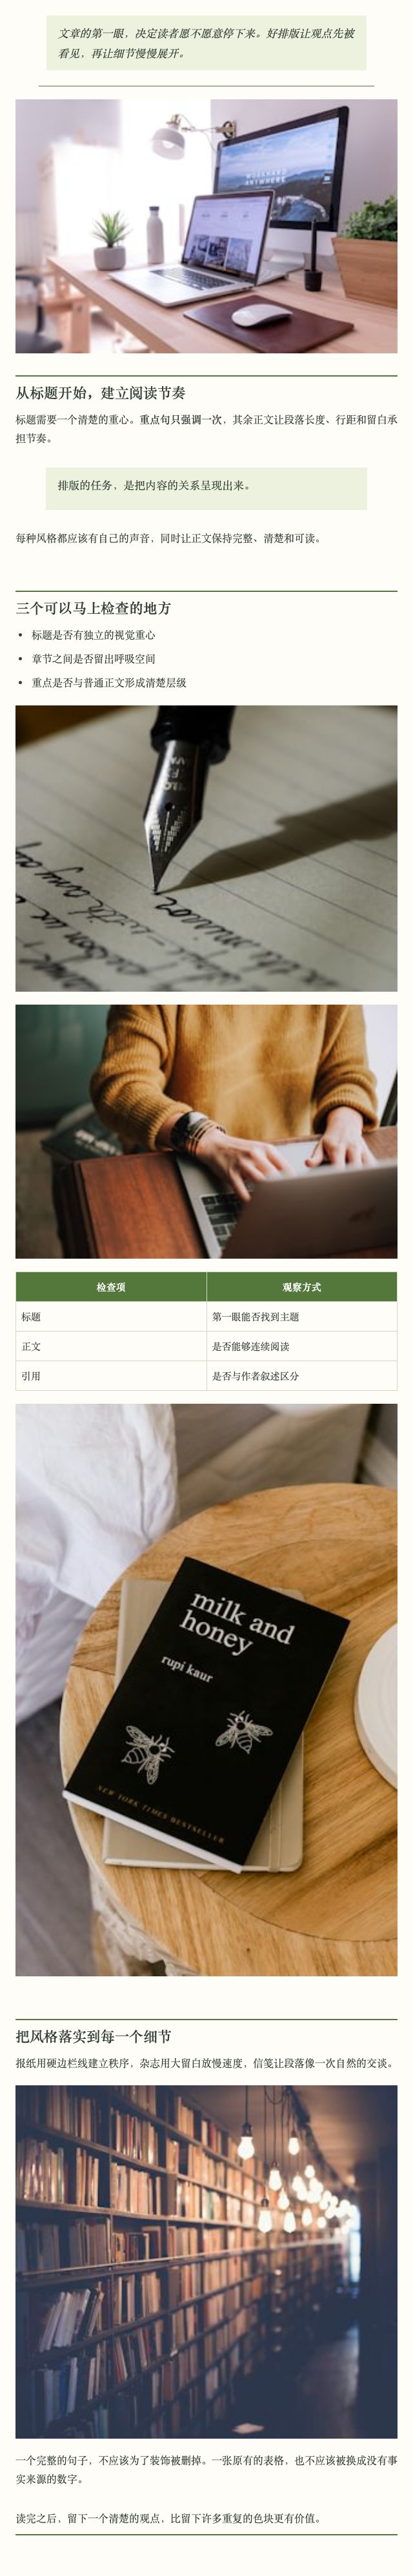 文章的第一眼，决定读者愿不愿意停下来。好排版让观点先被
看见，再让细节慢慢展开。
WORK HARD
ANYWHERE
从标题开始，建立阅读节奏
标题需要一个清楚的重心。重点句只强调一次，其余正文让段落长度、行距和留白承
担节奏。
排版的任务，是把内容的关系呈现出来。
每种风格都应该有自己的声音，同时让正文保持完整、清楚和可读。
三个可以马上检查的地方
• 标题是否有独立的视觉重心
• 章节之间是否留出呼吸空间
• 重点是否与普通正文形成清楚层级
检查项 观察方式
标题 第一眼能否找到主题
正文 是否能够连续阅读
引用 是否与作者叙述区分
milk and
honey
rupi kaur
NEW YORK TIMES BESTSELLER
把风格落实到每一个细节
报纸用硬边栏线建立秩序，杂志用大留白放慢速度，信笺让段落像一次自然的交谈。
一个完整的句子，不应该为了装饰被删掉。一张原有的表格，也不应该被换成没有事
实来源的数字。
读完之后，留下一个清楚的观点，比留下许多重复的色块更有价值。